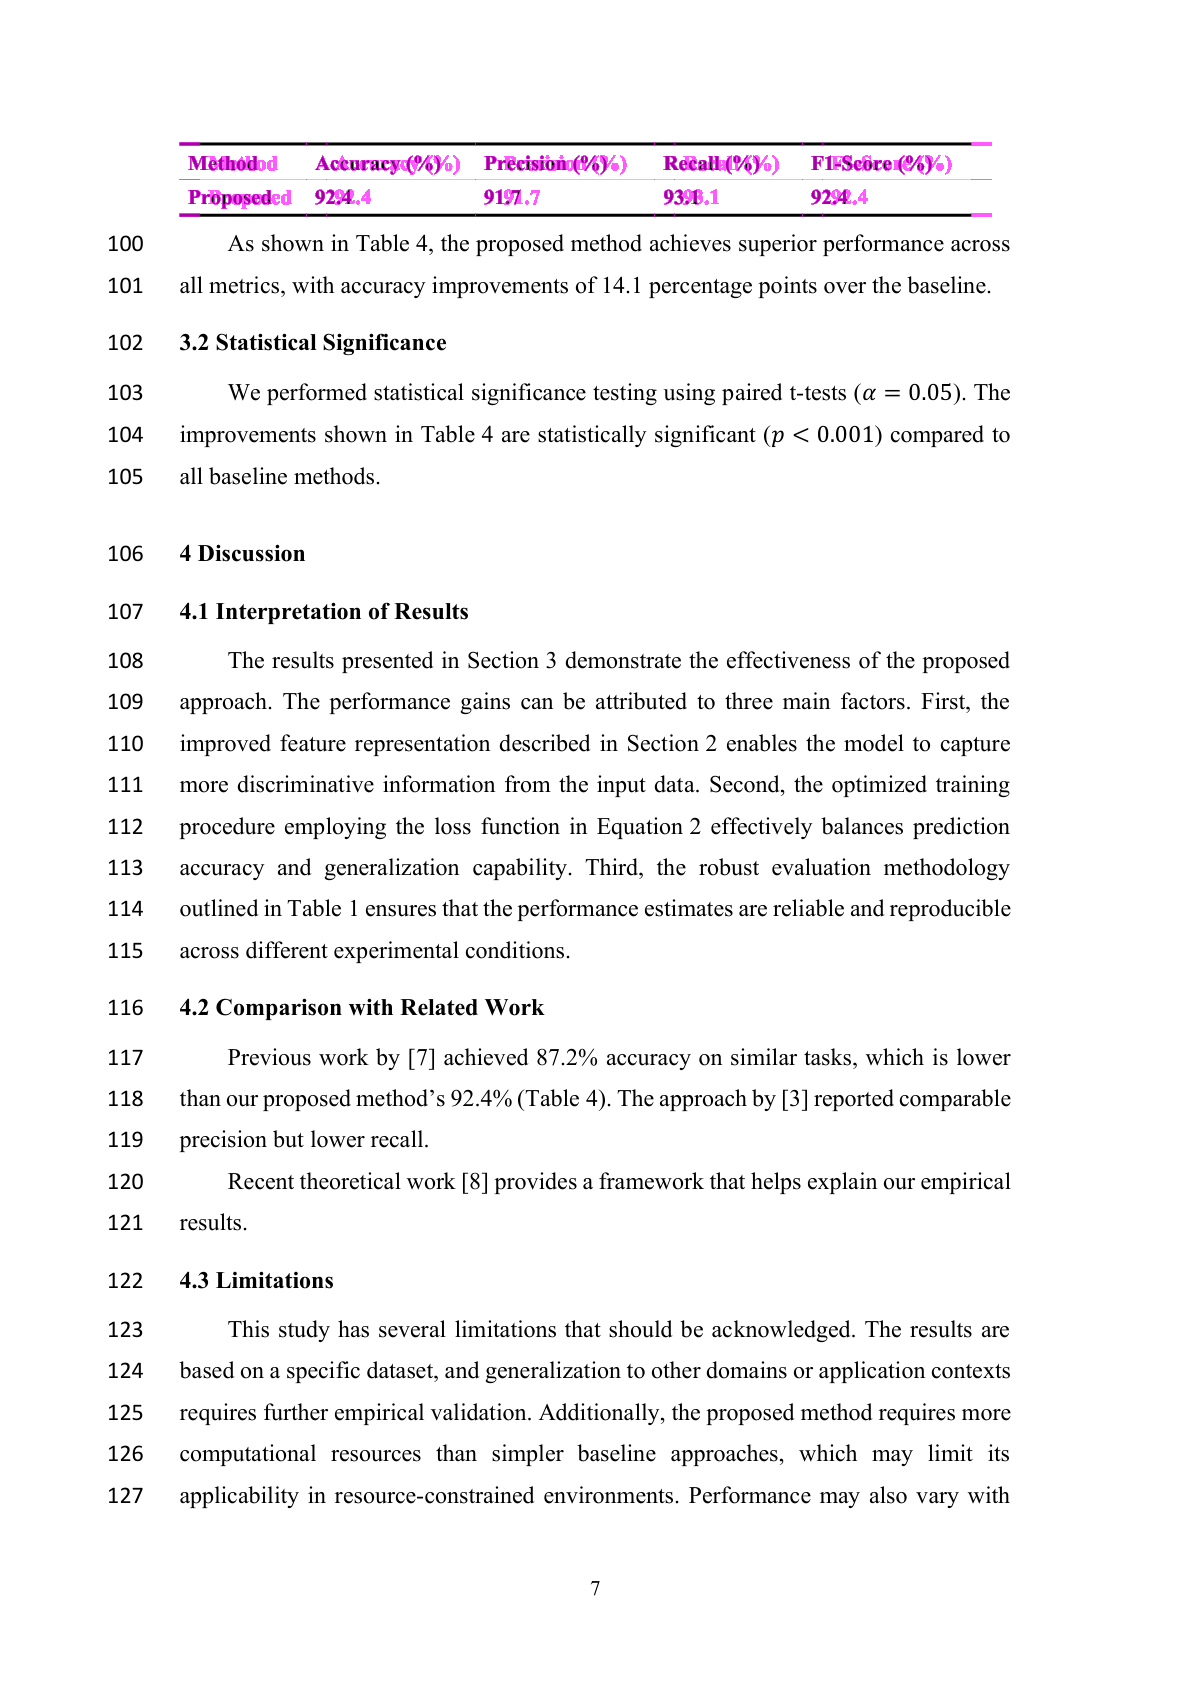 Method Accuracy (%) Precision (%) Recall (%) F1-Score (%)
Proposed 92.4 91.7 93.1 92.4
100 As shown in Table 4, the proposed method achieves superior performance across
101 all metrics, with accuracy improvements of 14.1 percentage points over the baseline.
102 3.2 Statistical Significance
103 We performed statistical significance testing using paired t-tests (α = 0.05). The
104 improvements shown in Table 4 are statistically significant (p < 0.001) compared to
105 all baseline methods.
106 4 Discussion
107 4.1 Interpretation of Results
108 The results presented in Section 3 demonstrate the effectiveness of the proposed
109 approach. The performance gains can be attributed to three main factors. First, the
110 improved feature representation described in Section 2 enables the model to capture
111 more discriminative information from the input data. Second, the optimized training
112 procedure employing the loss function in Equation 2 effectively balances prediction
113 accuracy and generalization capability. Third, the robust evaluation methodology
114 outlined in Table 1 ensures that the performance estimates are reliable and reproducible
115 across different experimental conditions.
116 4.2 Comparison with Related Work
117 Previous work by [7] achieved 87.2% accuracy on similar tasks, which is lower
118 than our proposed method’s 92.4% (Table 4). The approach by [3] reported comparable
119 precision but lower recall.
120 Recent theoretical work [8] provides a framework that helps explain our empirical
121 results.
122 4.3 Limitations
123 This study has several limitations that should be acknowledged. The results are
124 based on a specific dataset, and generalization to other domains or application contexts
125 requires further empirical validation. Additionally, the proposed method requires more
126 computational resources than simpler baseline approaches, which may limit its
127 applicability in resource-constrained environments. Performance may also vary with
7